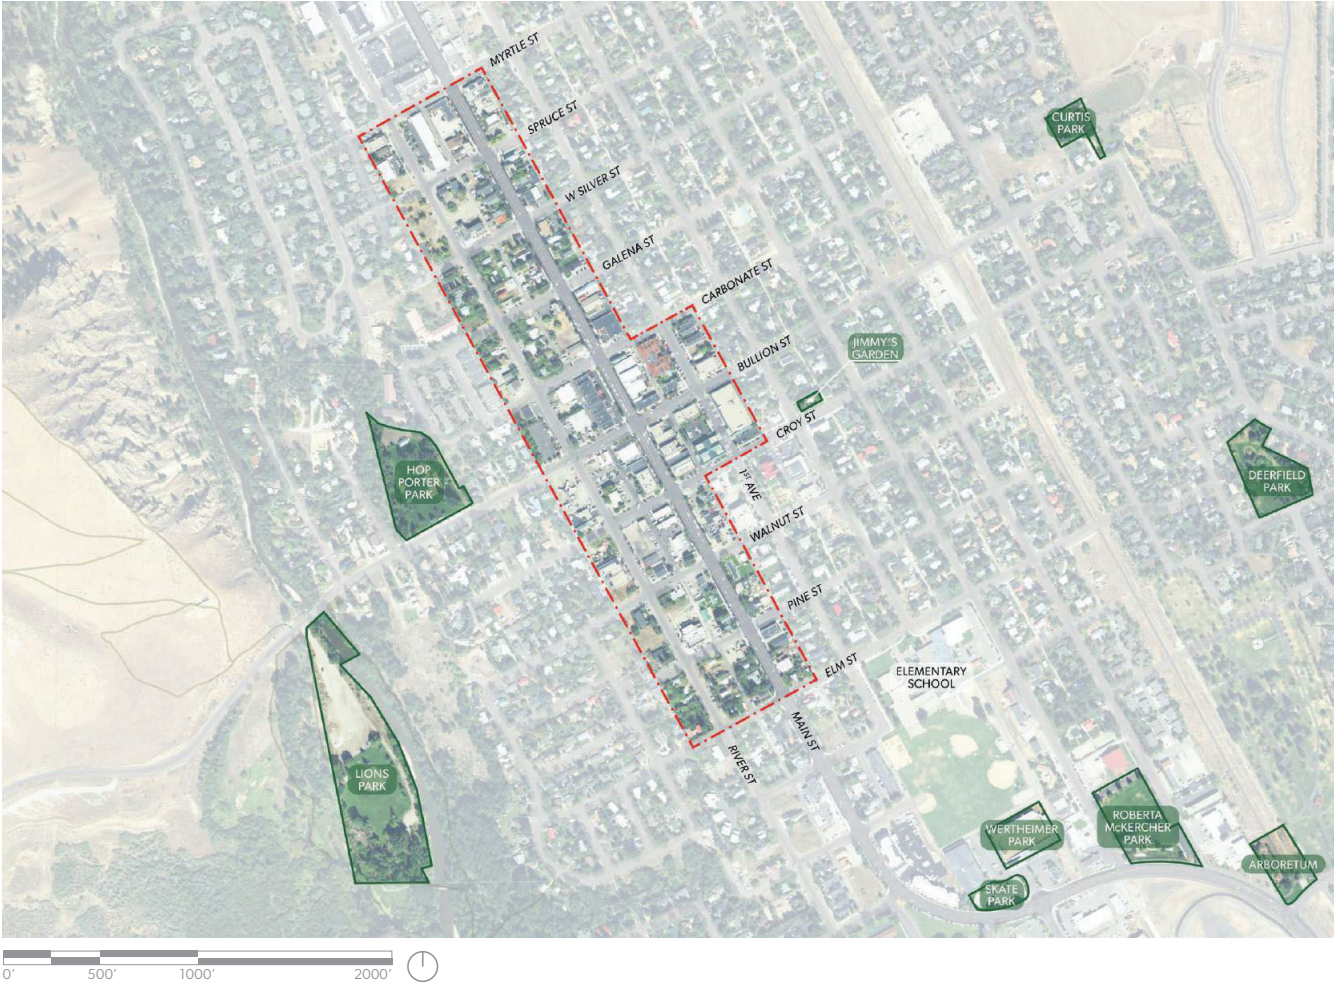 MYRTLE ST
SPRUCE ST
W SILVER ST
GALENA ST
CARBONATE ST
BULLION ST
CROY ST
1ST AVE
WALNUT ST
PINE ST
ELM ST
MAIN ST
RIVER ST
CURTIS
PARK
JIMMY'S
GARDEN
HOP
PORTER
PARK
DEERFIELD
PARK
ELEMENTARY
SCHOOL
LIONS
PARK
WERTHEIMER
PARK
ROBERTA
McKERCHER
PARK
ARBORETUM
SKATE
PARK
0' 500' 1000' 2000'